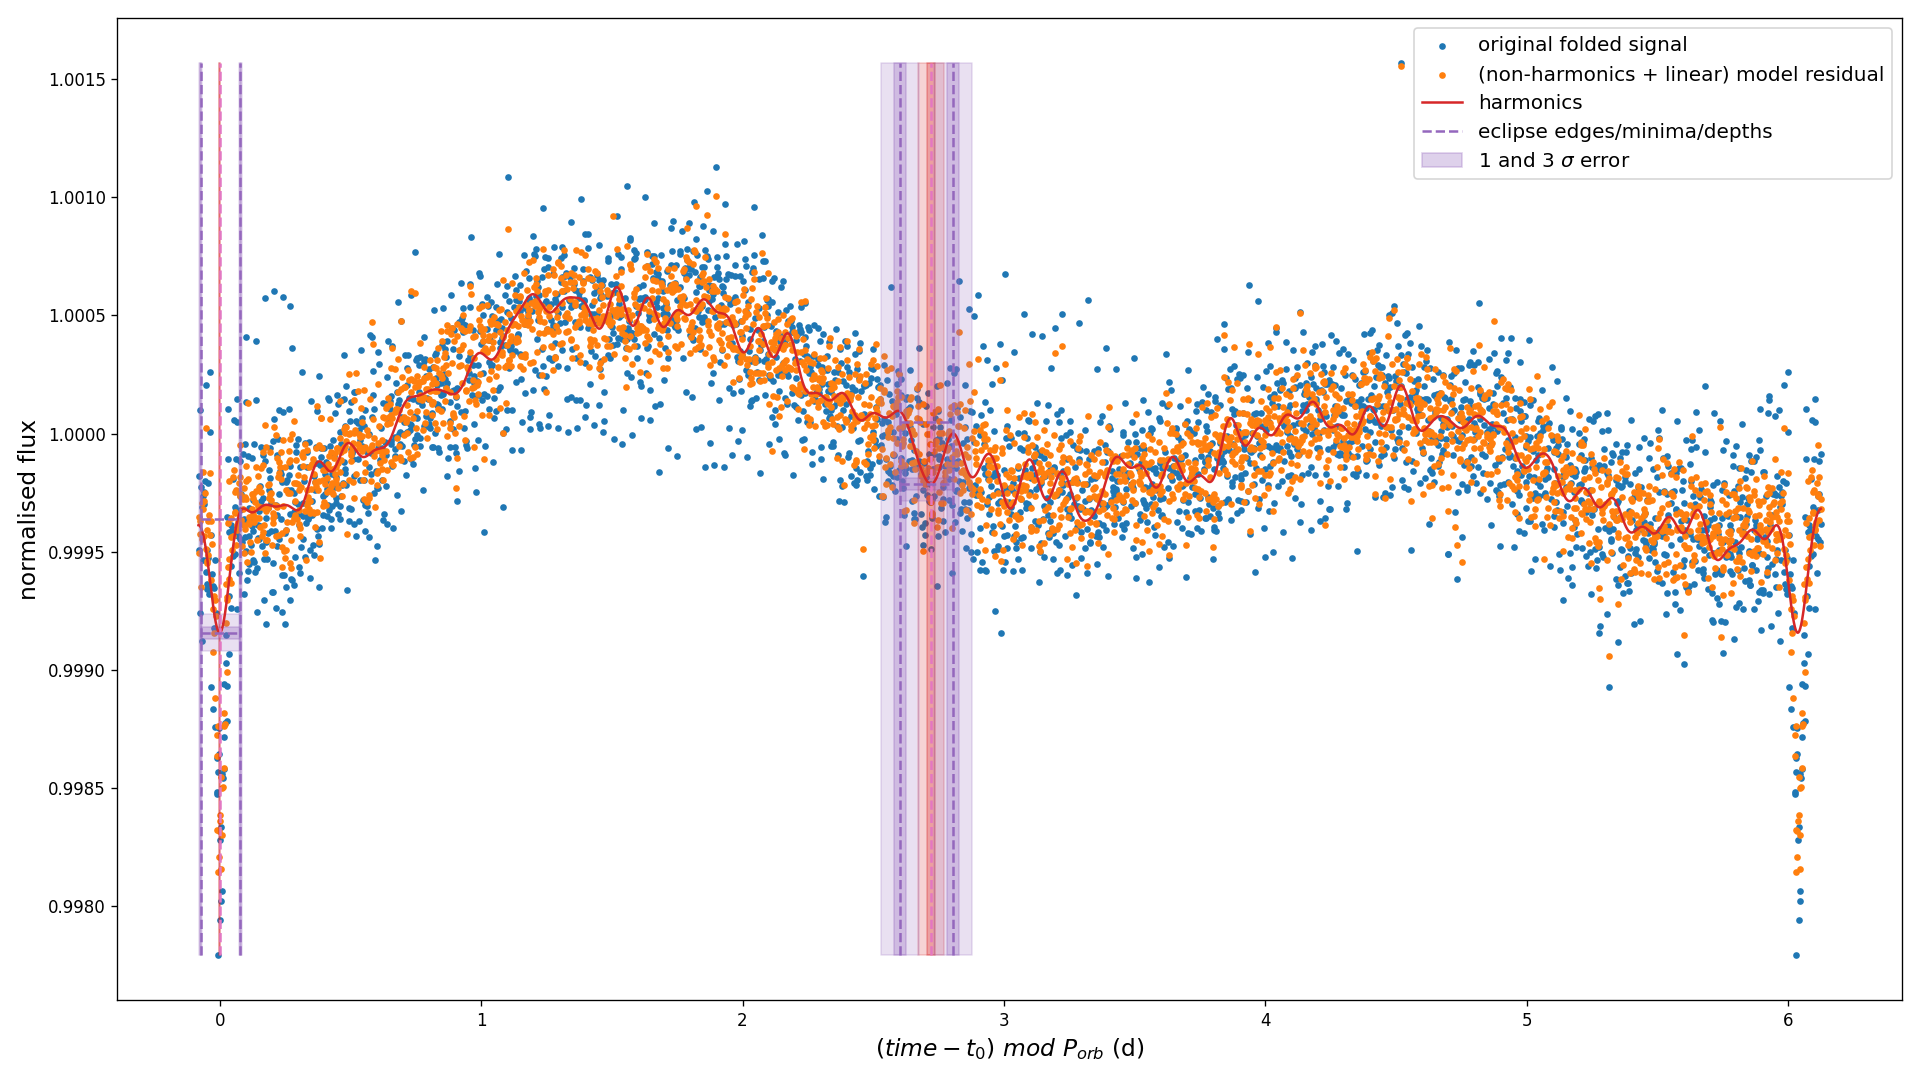 original folded signal
(non-harmonics + linear) model residual
harmonics
eclipse edges/minima/depths
1 and 3 σ error
normalised flux
1.0015
1.0010
1.0005
1.0000
0.9995
0.9990
0.9985
0.9980
0 1 2 3 4 5 6
(time − t₀) mod Pₒᵣᵦ (d)